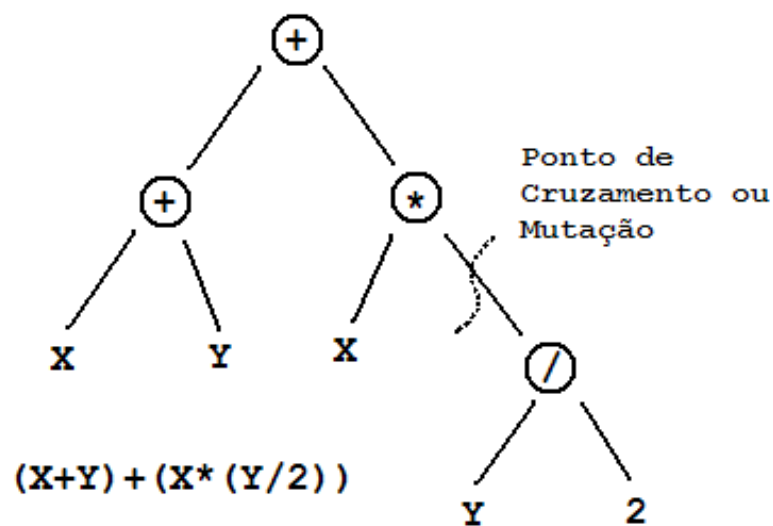 +
Ponto de
Cruzamento ou
Mutação
+ *
X Y X
/
(X+Y)+(X*(Y/2))
Y 2